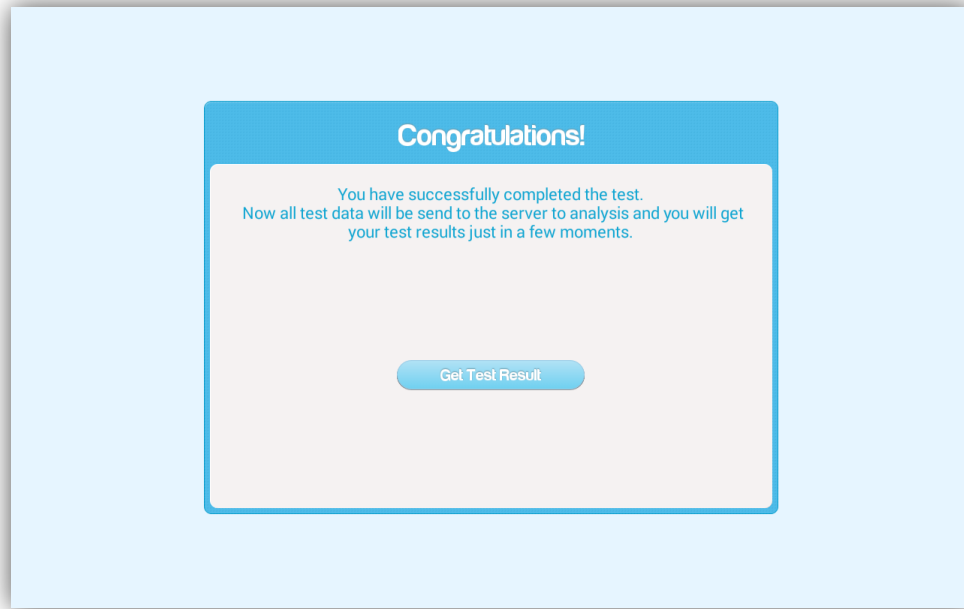 Congratulations!
You have successfully completed the test.
Now all test data will be send to the server to analysis and you will get
your test results just in a few moments.
Get Test Result